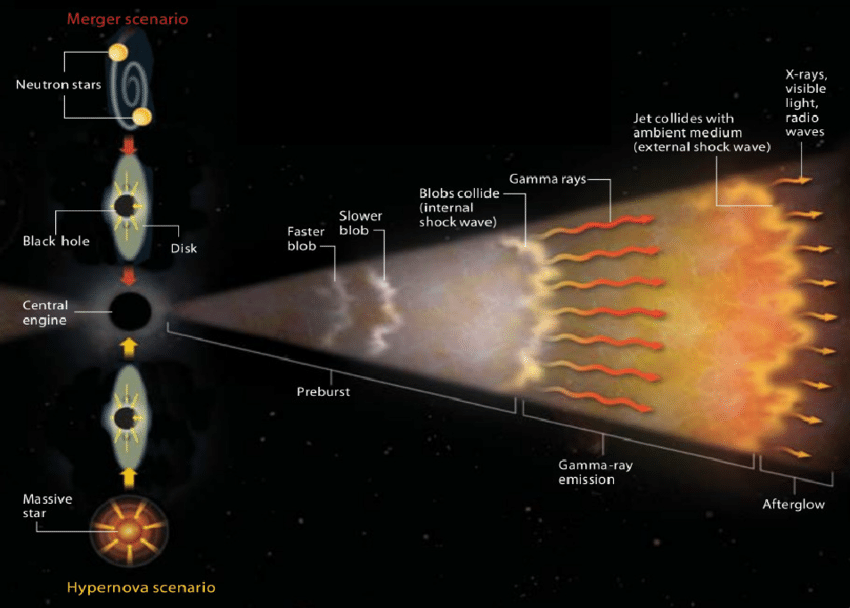 Merger scenario
Neutron stars
Black hole
Disk
Central
engine
Massive
star
Hypernova scenario
Faster
blob
Slower
blob
Preburst
Blobs collide
(internal
shock wave)
Gamma rays
Gamma-ray
emission
Jet collides with
ambient medium
(external shock wave)
X-rays,
visible
light,
radio
waves
Afterglow